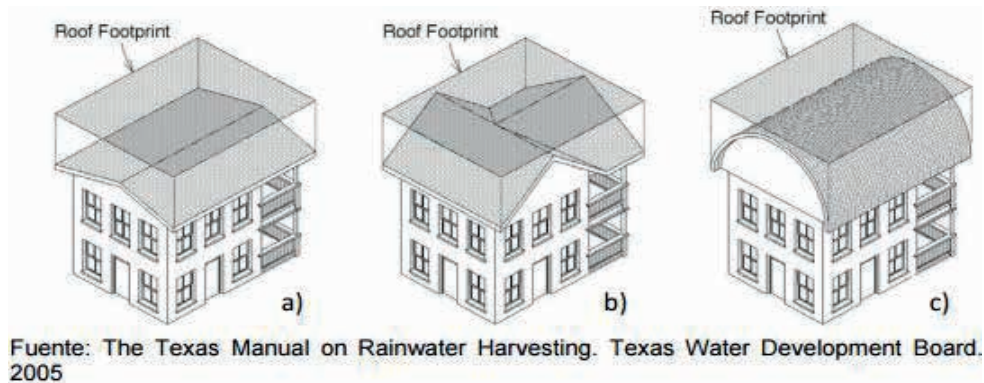 Roof Footprint
Roof Footprint
Roof Footprint
a)
b)
c)
Fuente: The Texas Manual on Rainwater Harvesting. Texas Water Development Board.
2005